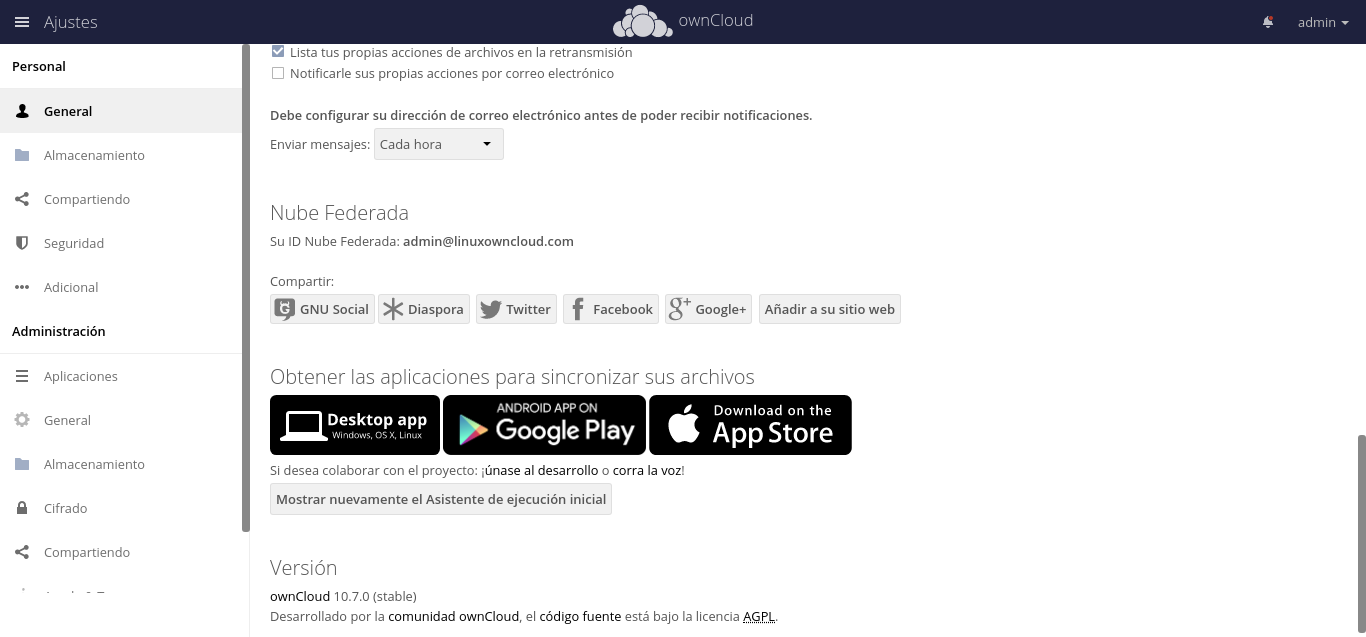 Ajustes
ownCloud
admin
Personal
General
Almacenamiento
Compartiendo
Seguridad
Adicional
Administración
Aplicaciones
General
Almacenamiento
Cifrado
Compartiendo
Lista tus propias acciones de archivos en la retransmisión
Notificarle sus propias acciones por correo electrónico
Debe configurar su dirección de correo electrónico antes de poder recibir notificaciones.
Enviar mensajes: Cada hora
Nube Federada
Su ID Nube Federada: admin@linuxowncloud.com
Compartir:
GNU Social Diaspora Twitter Facebook Google+ Añadir a su sitio web
Obtener las aplicaciones para sincronizar sus archivos
Desktop app
Windows, OS X, Linux
ANDROID APP ON
Google Play
Download on the
App Store
Si desea colaborar con el proyecto: ¡únase al desarrollo o corra la voz!
Mostrar nuevamente el Asistente de ejecución inicial
Versión
ownCloud 10.7.0 (stable)
Desarrollado por la comunidad ownCloud, el código fuente está bajo la licencia AGPL.